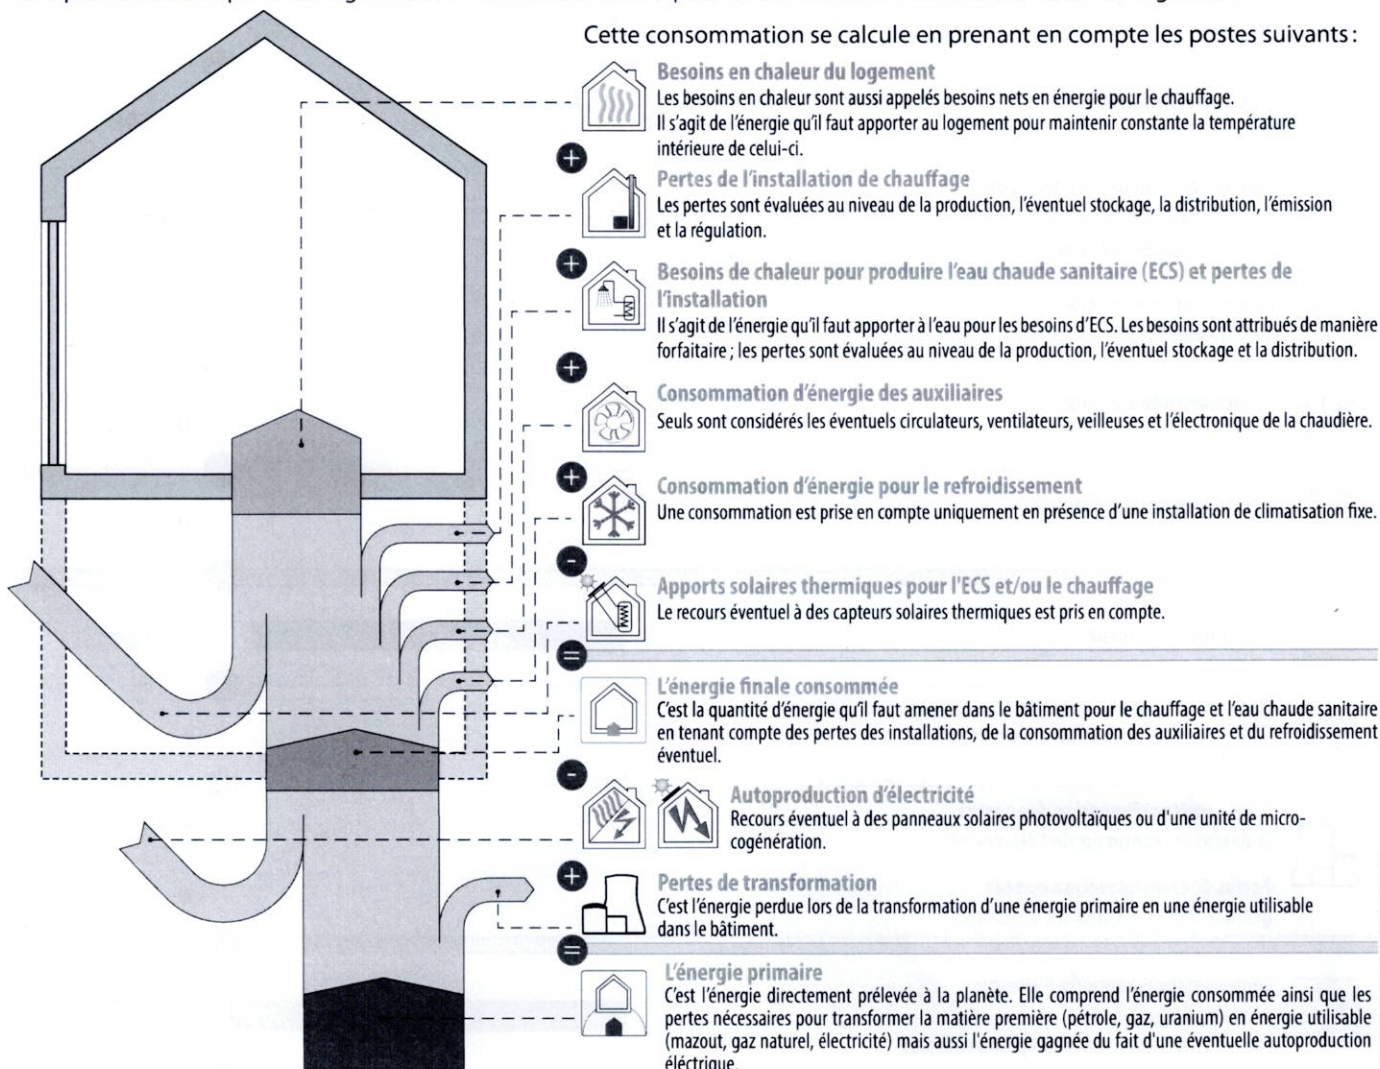 Cette consommation se calcule en prenant en compte les postes suivants :
Besoins en chaleur du logement
Les besoins en chaleur sont aussi appelés besoins nets en énergie pour le chauffage.
Il s'agit de l'énergie qu'il faut apporter au logement pour maintenir constante la température
intérieure de celui-ci.
+
Pertes de l'installation de chauffage
Les pertes sont évaluées au niveau de la production, l'éventuel stockage, la distribution, l'émission
et la régulation.
+
Besoins de chaleur pour produire l'eau chaude sanitaire (ECS) et pertes de
l'installation
Il s'agit de l'énergie qu'il faut apporter à l'eau pour les besoins d'ECS. Les besoins sont attribués de manière
forfaitaire ; les pertes sont évaluées au niveau de la production, l'éventuel stockage et la distribution.
+
Consommation d'énergie des auxiliaires
Seuls sont considérés les éventuels circulateurs, ventilateurs, veilleuses et l'électronique de la chaudière.
+
Consommation d'énergie pour le refroidissement
Une consommation est prise en compte uniquement en présence d'une installation de climatisation fixe.
-
Apports solaires thermiques pour l'ECS et/ou le chauffage
Le recours éventuel à des capteurs solaires thermiques est pris en compte.
=
L'énergie finale consommée
C'est la quantité d'énergie qu'il faut amener dans le bâtiment pour le chauffage et l'eau chaude sanitaire
en tenant compte des pertes des installations, de la consommation des auxiliaires et du refroidissement
éventuel.
-
Autoproduction d'électricité
Recours éventuel à des panneaux solaires photovoltaïques ou d'une unité de micro-
cogénération.
+
Pertes de transformation
C'est l'énergie perdue lors de la transformation d'une énergie primaire en une énergie utilisable
dans le bâtiment.
=
L'énergie primaire
C'est l'énergie directement prélevée à la planète. Elle comprend l'énergie consommée ainsi que les
pertes nécessaires pour transformer la matière première (pétrole, gaz, uranium) en énergie utilisable
(mazout, gaz naturel, électricité) mais aussi l'énergie gagnée du fait d'une éventuelle autoproduction
éléctrique.